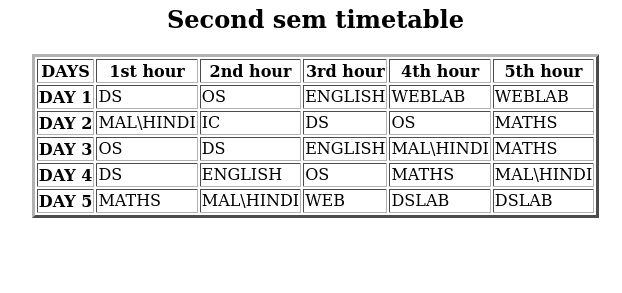 Second sem timetable
DAYS 1st hour 2nd hour 3rd hour 4th hour 5th hour
DAY 1 DS OS ENGLISH WEBLAB WEBLAB
DAY 2 MAL\HINDI IC DS OS MATHS
DAY 3 OS DS ENGLISH MAL\HINDI MATHS
DAY 4 DS ENGLISH OS MATHS MAL\HINDI
DAY 5 MATHS MAL\HINDI WEB DSLAB DSLAB